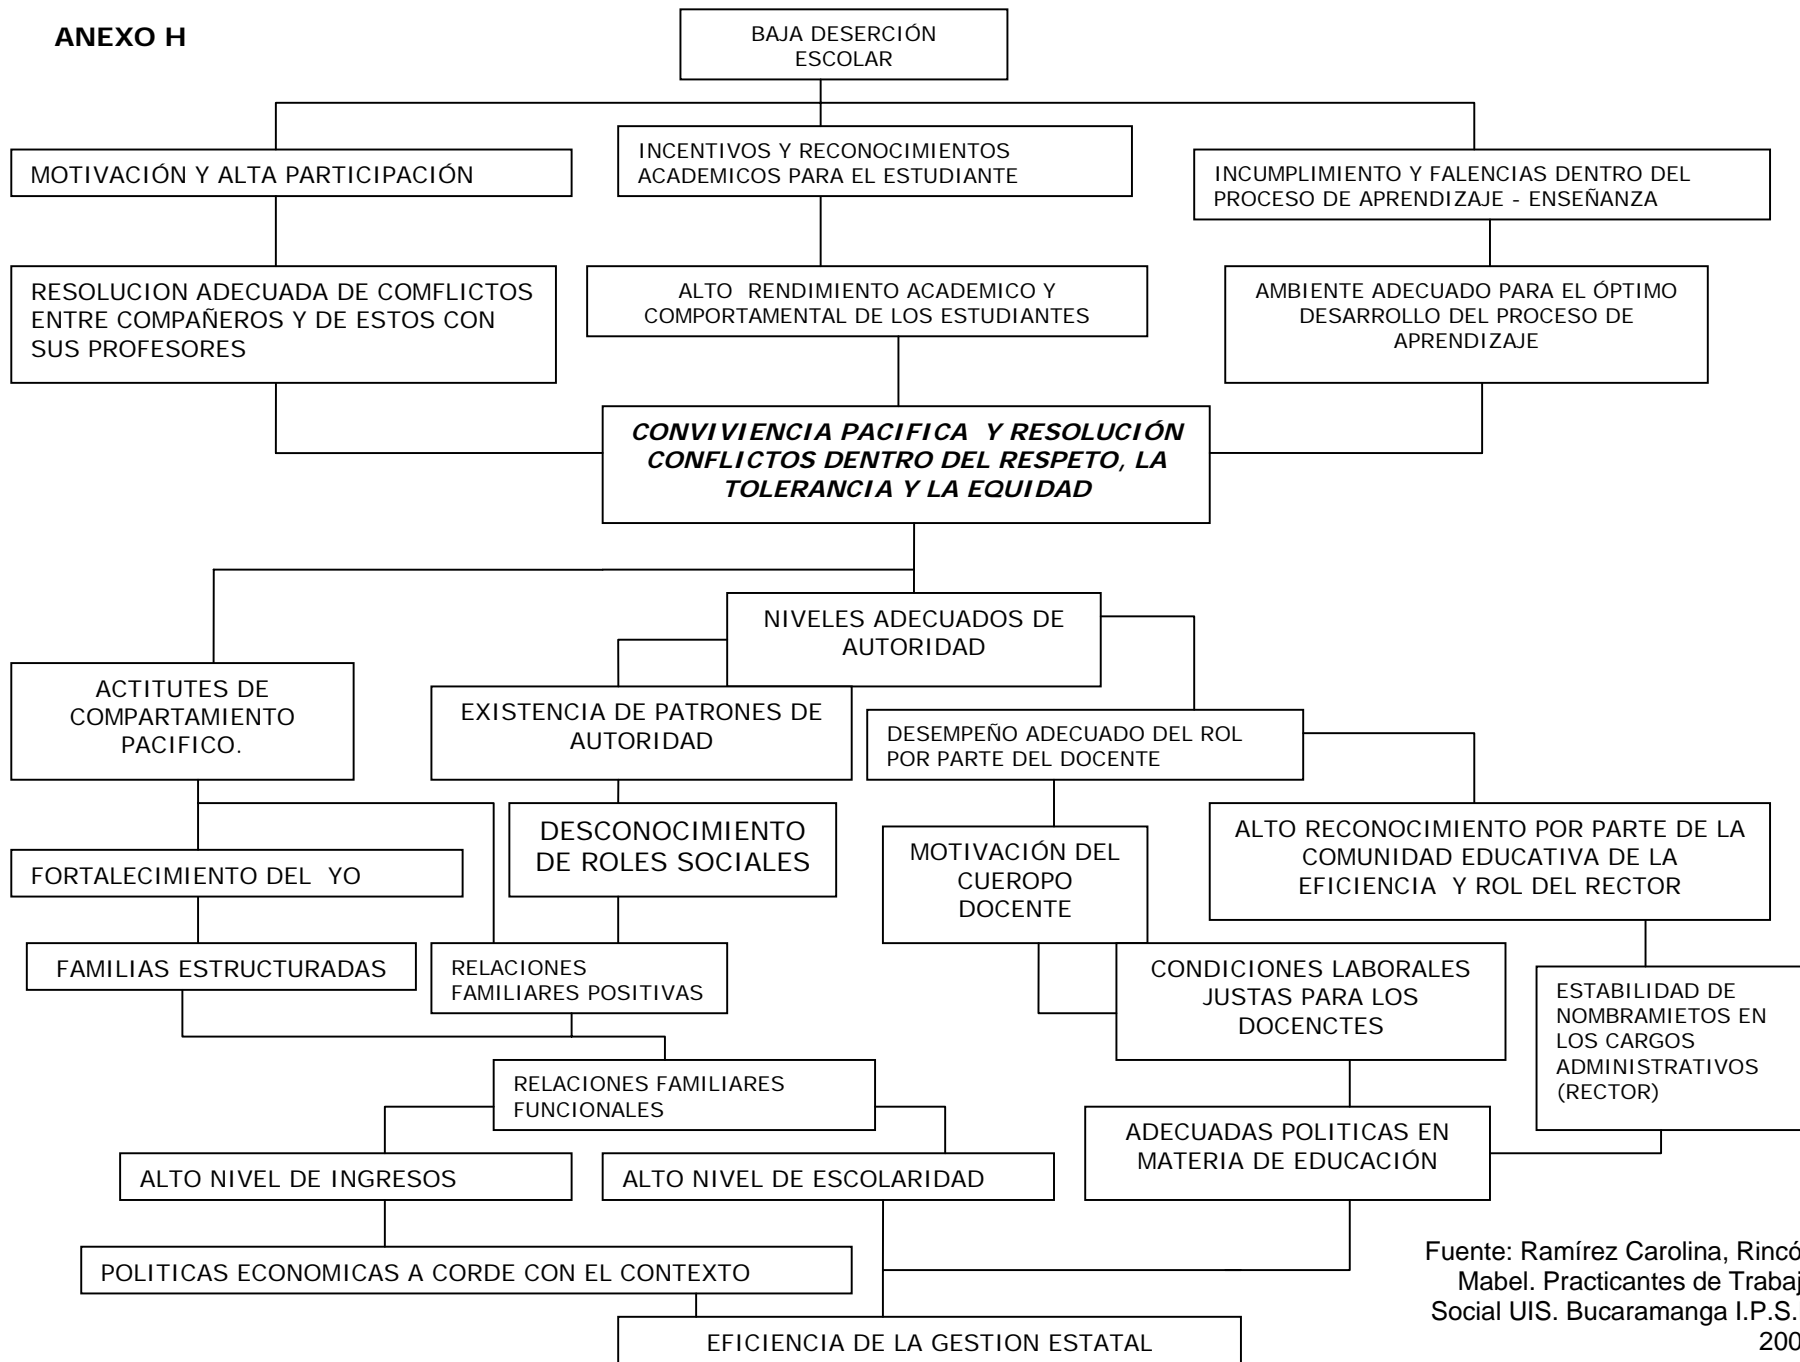 ANEXO H
BAJA DESERCIÓN
ESCOLAR
MOTIVACIÓN Y ALTA PARTICIPACIÓN
INCENTIVOS Y RECONOCIMIENTOS
ACADEMICOS PARA EL ESTUDIANTE
INCUMPLIMIENTO Y FALENCIAS DENTRO DEL
PROCESO DE APRENDIZAJE - ENSEÑANZA
RESOLUCION ADECUADA DE COMFLICTOS
ENTRE COMPAÑEROS Y DE ESTOS CON
SUS PROFESORES
ALTO RENDIMIENTO ACADEMICO Y
COMPORTAMENTAL DE LOS ESTUDIANTES
AMBIENTE ADECUADO PARA EL ÓPTIMO
DESARROLLO DEL PROCESO DE
APRENDIZAJE
CONVIVIENCIA PACIFICA Y RESOLUCIÓN
CONFLICTOS DENTRO DEL RESPETO, LA
TOLERANCIA Y LA EQUIDAD
NIVELES ADECUADOS DE
AUTORIDAD
ACTITUTES DE
COMPARTAMIENTO
PACIFICO.
EXISTENCIA DE PATRONES DE
AUTORIDAD
DESEMPEÑO ADECUADO DEL ROL
POR PARTE DEL DOCENTE
DESCONOCIMIENTO
DE ROLES SOCIALES
MOTIVACIÓN DEL
CUEROPO
DOCENTE
ALTO RECONOCIMIENTO POR PARTE DE LA
COMUNIDAD EDUCATIVA DE LA
EFICIENCIA Y ROL DEL RECTOR
FORTALECIMIENTO DEL YO
FAMILIAS ESTRUCTURADAS
RELACIONES
FAMILIARES POSITIVAS
CONDICIONES LABORALES
JUSTAS PARA LOS
DOCENCTES
ESTABILIDAD DE
NOMBRAMIETOS EN
LOS CARGOS
ADMINISTRATIVOS
(RECTOR)
RELACIONES FAMILIARES
FUNCIONALES
ADECUADAS POLITICAS EN
MATERIA DE EDUCACIÓN
ALTO NIVEL DE INGRESOS
ALTO NIVEL DE ESCOLARIDAD
POLITICAS ECONOMICAS A CORDE CON EL CONTEXTO
EFICIENCIA DE LA GESTION ESTATAL
Fuente: Ramírez Carolina, Rincó
Mabel. Practicantes de Trabaj
Social UIS. Bucaramanga I.P.S.
200